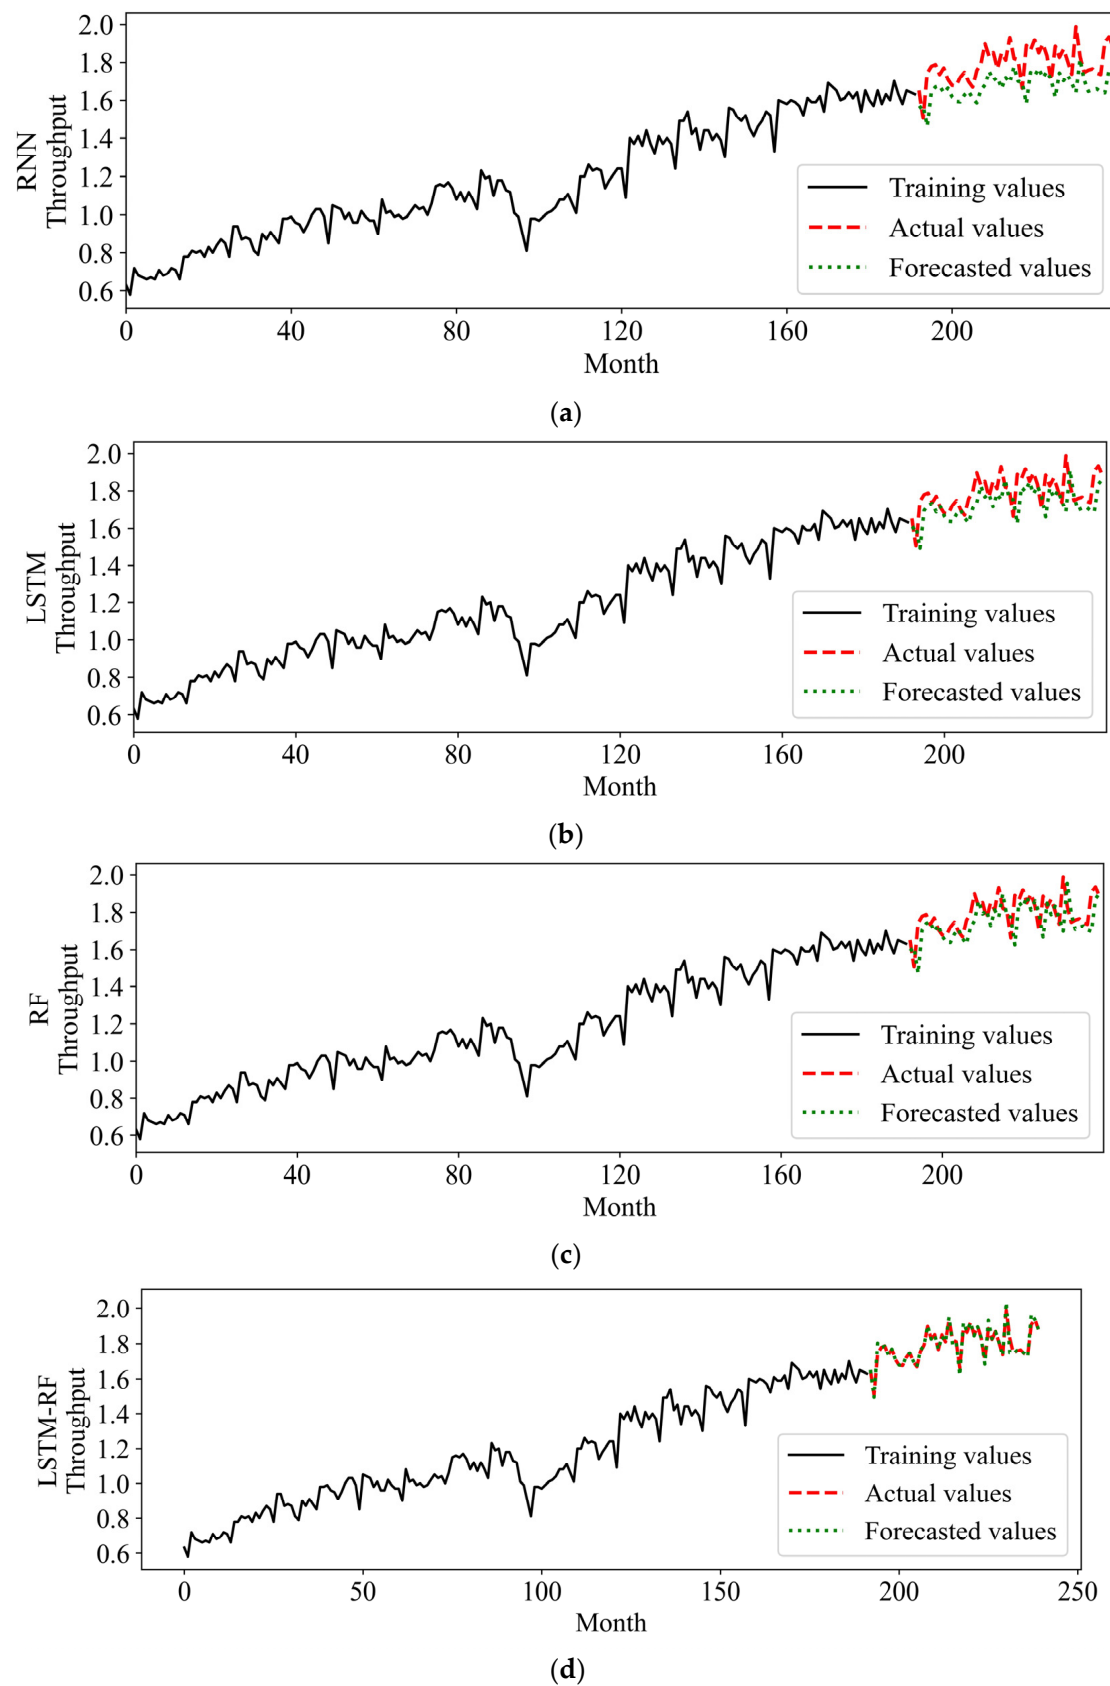 2.0
1.8
1.6
1.4
1.2
1.0
0.8
0.6
RNN
Throughput
Training values
Actual values
Forecasted values
0 40 80 120 160 200
Month
(a)
2.0
1.8
1.6
1.4
1.2
1.0
0.8
0.6
LSTM
Throughput
Training values
Actual values
Forecasted values
0 40 80 120 160 200
Month
(b)
2.0
1.8
1.6
1.4
1.2
1.0
0.8
0.6
RF
Throughput
Training values
Actual values
Forecasted values
0 40 80 120 160 200
Month
(c)
2.0
1.8
1.6
1.4
1.2
1.0
0.8
0.6
LSTM-RF
Throughput
Training values
Actual values
Forecasted values
0 50 100 150 200 250
Month
(d)